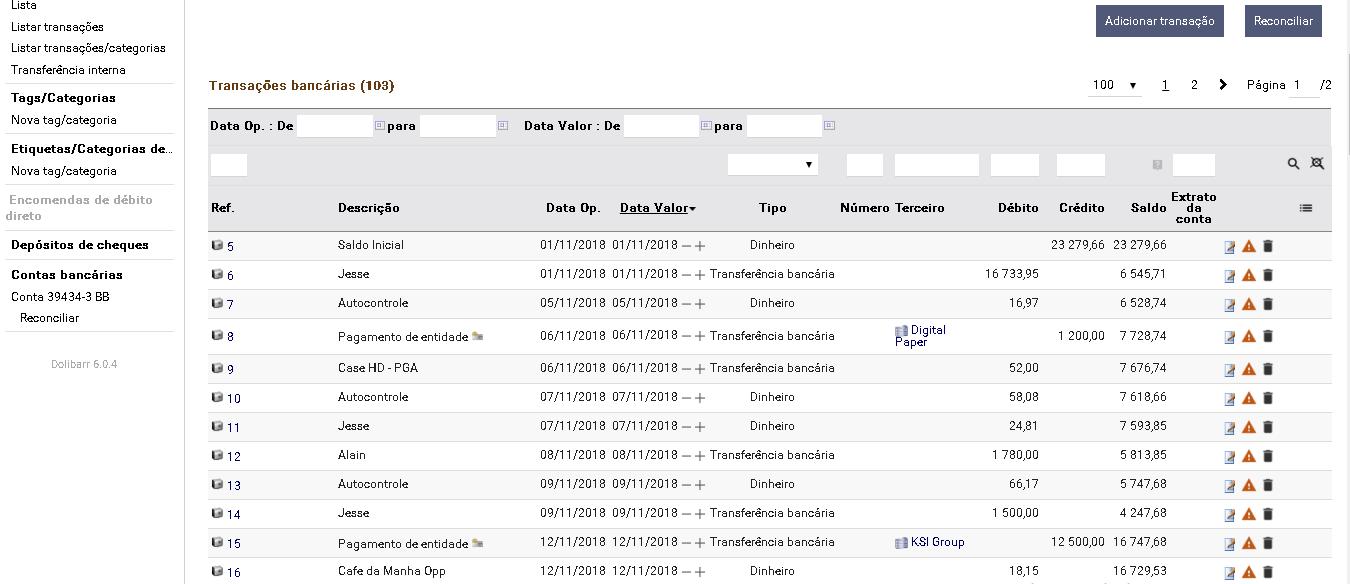 Lista
Listar transações
Listar transações/categorias
Transferência interna
Tags/Categorias
Nova tag/categoria
Etiquetas/Categorias de...
Nova tag/categoria
Encomendas de débito
direto
Depósitos de cheques
Contas bancárias
Conta 39434-3 BB
Reconciliar
Dolibarr 6.0.4
Adicionar transação Reconciliar
Transações bancárias (103) 100 1 2 Página 1 /2
Data Op. : De para Data Valor : De para
Ref. Descrição Data Op. Data Valor Tipo Número Terceiro Débito Crédito Saldo Extrato da conta
5 Saldo Inicial 01/11/2018 01/11/2018 Dinheiro 23 279,66 23 279,66
6 Jesse 01/11/2018 01/11/2018 Transferência bancária 16 733,95 6 545,71
7 Autocontrole 05/11/2018 05/11/2018 Dinheiro 16,97 6 528,74
8 Pagamento de entidade 06/11/2018 06/11/2018 Transferência bancária Digital Paper 1 200,00 7 728,74
9 Case HD - PGA 06/11/2018 06/11/2018 Transferência bancária 52,00 7 676,74
10 Autocontrole 07/11/2018 07/11/2018 Dinheiro 58,08 7 618,66
11 Jesse 07/11/2018 07/11/2018 Dinheiro 24,81 7 593,85
12 Alain 08/11/2018 08/11/2018 Transferência bancária 1 780,00 5 813,85
13 Autocontrole 09/11/2018 09/11/2018 Dinheiro 66,17 5 747,68
14 Jesse 09/11/2018 09/11/2018 Transferência bancária 1 500,00 4 247,68
15 Pagamento de entidade 12/11/2018 12/11/2018 Transferência bancária KSI Group 12 500,00 16 747,68
16 Cafe da Manha Opp 12/11/2018 12/11/2018 Dinheiro 18,15 16 729,53